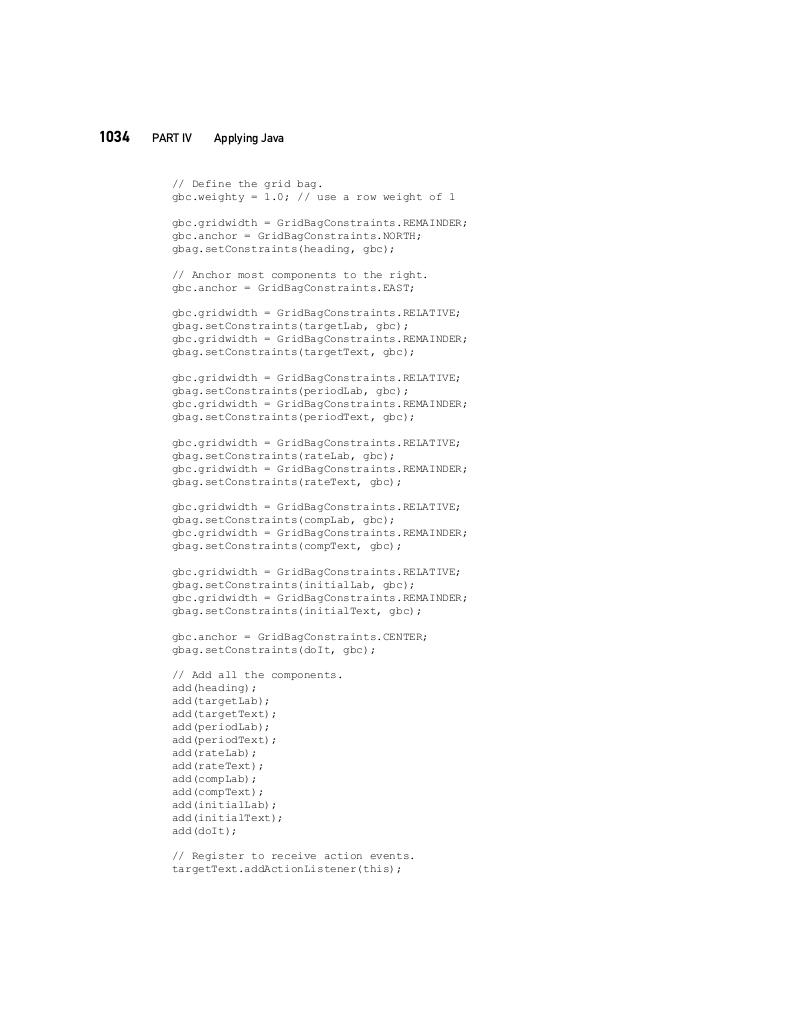 1034 PART IV Applying Java
// Define the grid bag.
gbc.weighty = 1.0; // use a row weight of 1
gbc.gridwidth = GridBagConstraints.REMAINDER;
gbc.anchor = GridBagConstraints.NORTH;
gbag.setConstraints(heading, gbc);
// Anchor most components to the right.
gbc.anchor = GridBagConstraints.EAST;
gbc.gridwidth = GridBagConstraints.RELATIVE;
gbag.setConstraints(targetLab, gbc);
gbc.gridwidth = GridBagConstraints.REMAINDER;
gbag.setConstraints(targetText, gbc);
gbc.gridwidth = GridBagConstraints.RELATIVE;
gbag.setConstraints(periodLab, gbc);
gbc.gridwidth = GridBagConstraints.REMAINDER;
gbag.setConstraints(periodText, gbc);
gbc.gridwidth = GridBagConstraints.RELATIVE;
gbag.setConstraints(rateLab, gbc);
gbc.gridwidth = GridBagConstraints.REMAINDER;
gbag.setConstraints(rateText, gbc);
gbc.gridwidth = GridBagConstraints.RELATIVE;
gbag.setConstraints(compLab, gbc);
gbc.gridwidth = GridBagConstraints.REMAINDER;
gbag.setConstraints(compText, gbc);
gbc.gridwidth = GridBagConstraints.RELATIVE;
gbag.setConstraints(initialLab, gbc);
gbc.gridwidth = GridBagConstraints.REMAINDER;
gbag.setConstraints(initialText, gbc);
gbc.anchor = GridBagConstraints.CENTER;
gbag.setConstraints(doIt, gbc);
// Add all the components.
add(heading);
add(targetLab);
add(targetText);
add(periodLab);
add(periodText);
add(rateLab);
add(rateText);
add(compLab);
add(compText);
add(initialLab);
add(initialText);
add(doIt);
// Register to receive action events.
targetText.addActionListener(this);